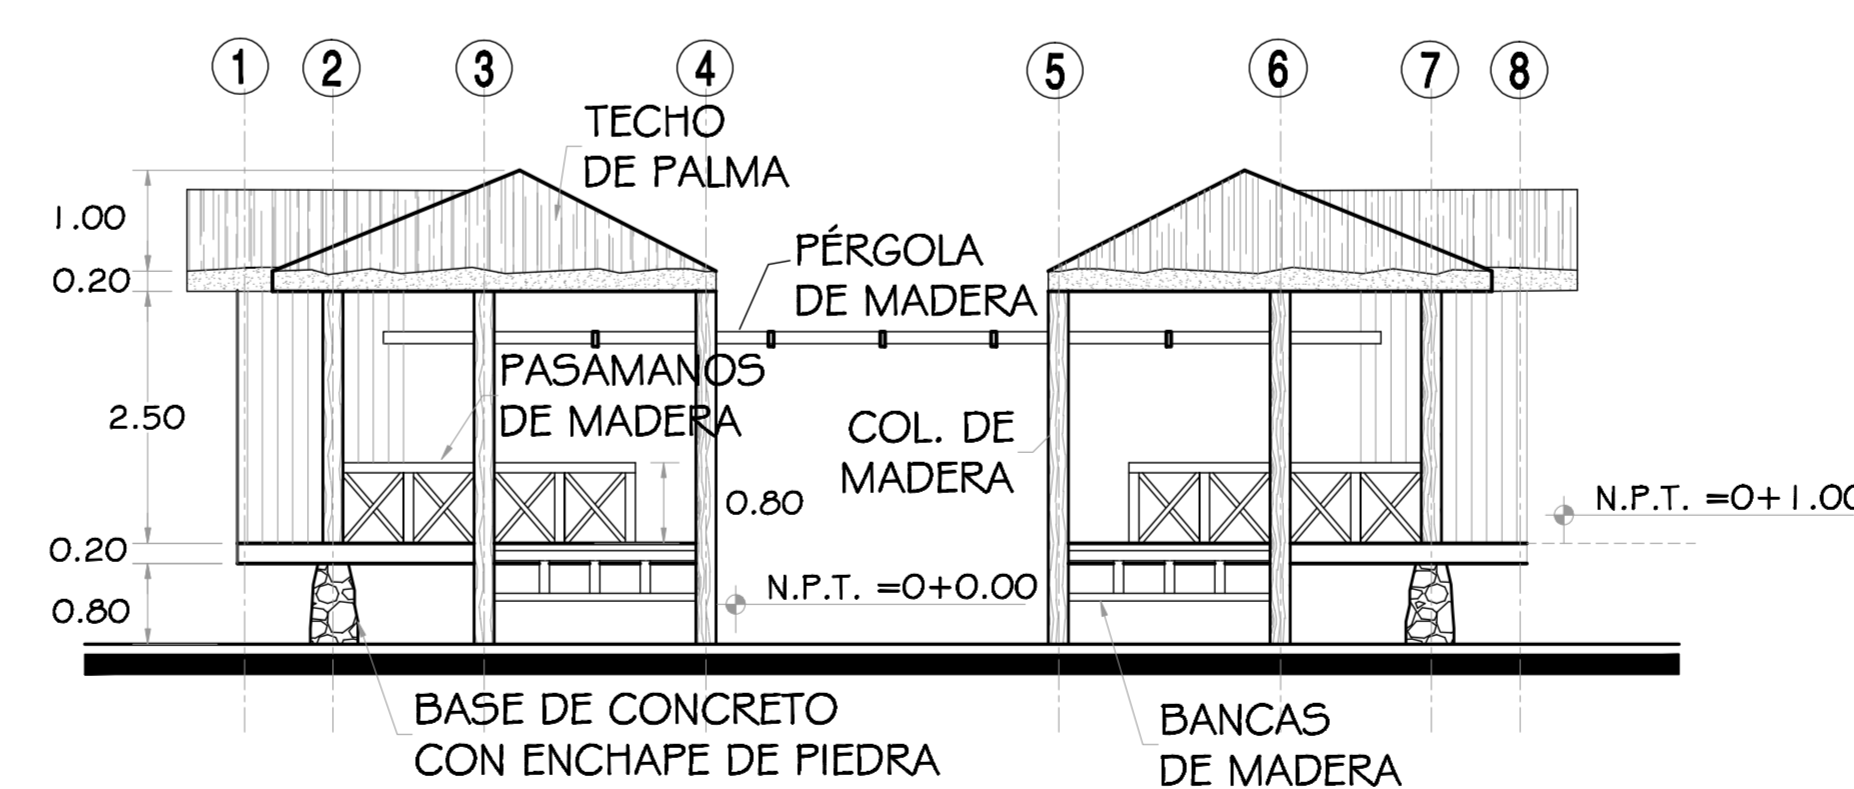 1 2 3 4 5 6 7 8
TECHO
DE PALMA
1.00
PÉRGOLA
DE MADERA
0.20
PASAMANOS
DE MADERA
2.50
COL. DE
MADERA
0.80
N.P.T. =0+1.00
0.20
N.P.T. =0+0.00
0.80
BASE DE CONCRETO
CON ENCHAPE DE PIEDRA
BANCAS
DE MADERA